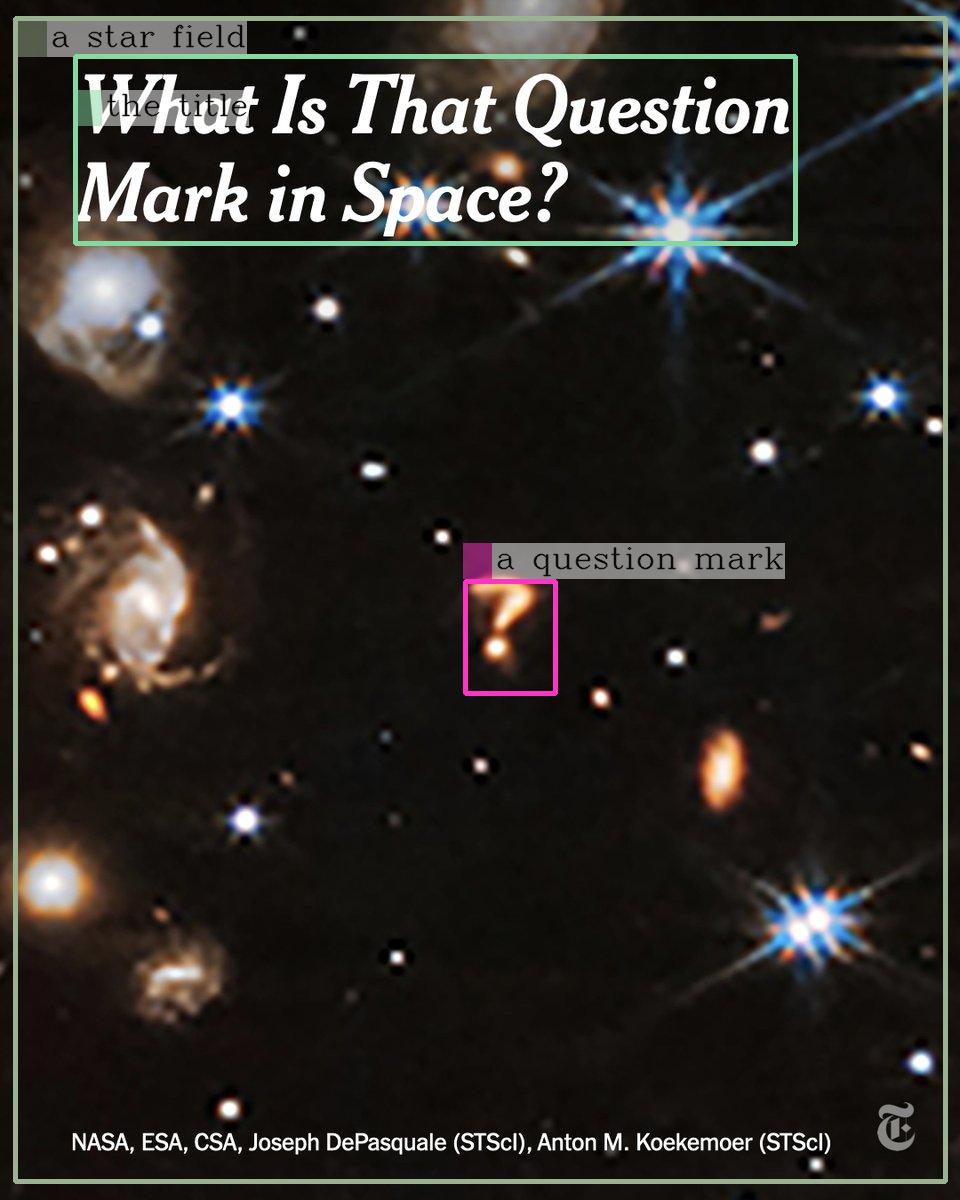 a star field
What Is That Question
the title
Mark in Space?
a question mark
NASA, ESA, CSA, Joseph DePasquale (STScI), Anton M. Koekemoer (STScI)
T